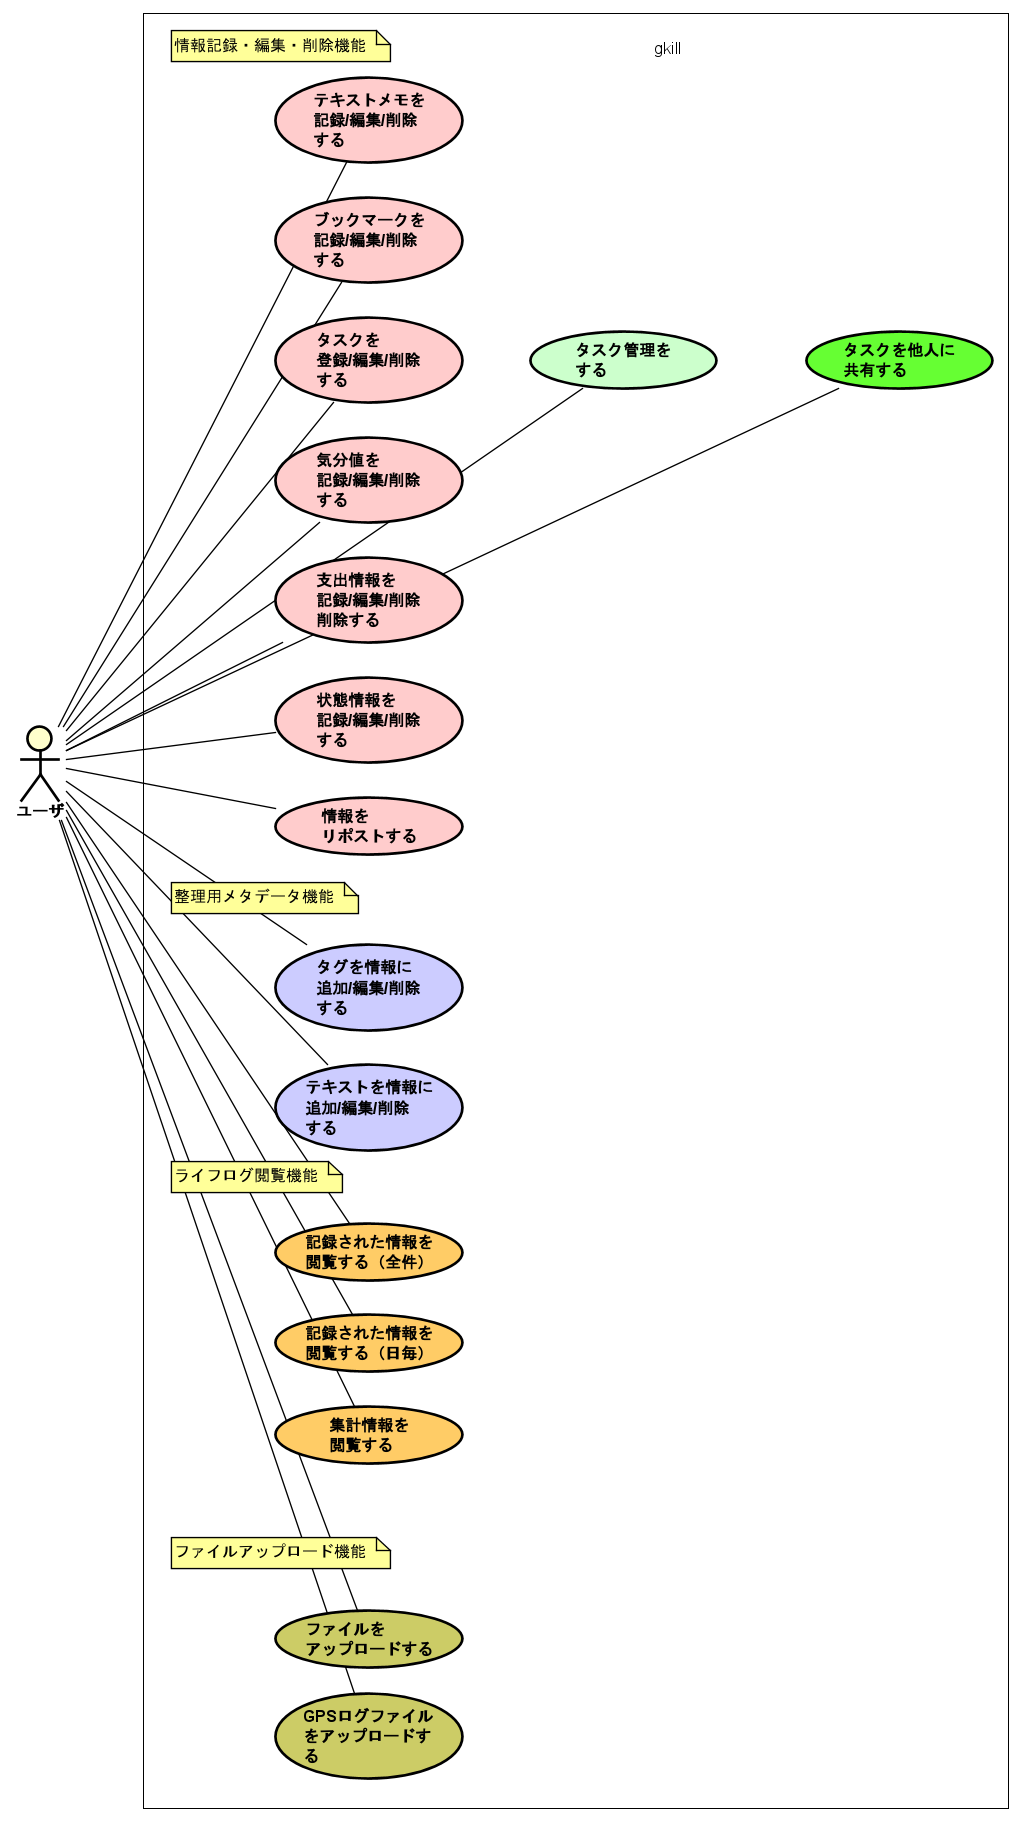 情報記録・編集・削除機能
gkill
テキストメモを
記録/編集/削除
する
ブックマークを
記録/編集/削除
する
タスクを
登録/編集/削除
する
タスク管理を
する
タスクを他人に
共有する
気分値を
記録/編集/削除
する
支出情報を
記録/編集/削除
削除する
状態情報を
記録/編集/削除
する
ユーザ
情報を
リポストする
整理用メタデータ機能
タグを情報に
追加/編集/削除
する
テキストを情報に
追加/編集/削除
する
ライフログ閲覧機能
記録された情報を
閲覧する（全件）
記録された情報を
閲覧する（日毎）
集計情報を
閲覧する
ファイルアップロード機能
ファイルを
アップロードする
GPSログファイル
をアップロードす
る